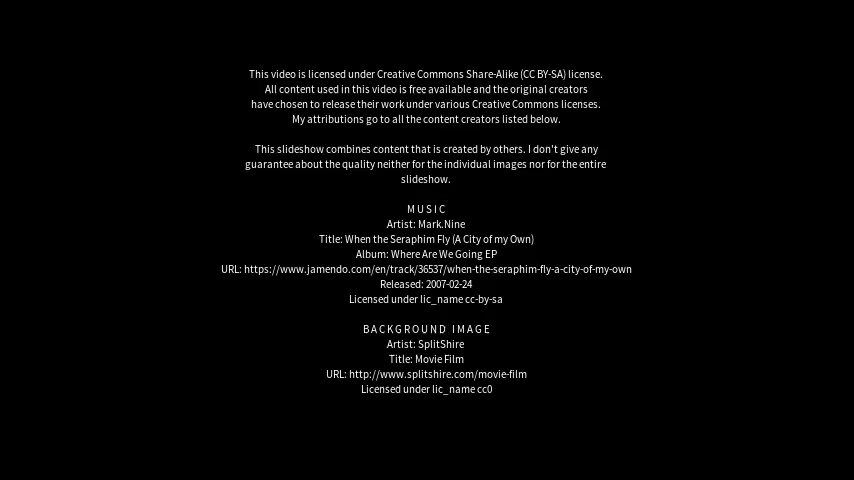 This video is licensed under Creative Commons Share-Alike (CC BY-SA) license.
All content used in this video is free available and the original creators
have chosen to release their work under various Creative Commons licenses.
My attributions go to all the content creators listed below.
This slideshow combines content that is created by others. I don't give any
guarantee about the quality neither for the individual images nor for the entire
slideshow.
MUSIC
Artist: Mark.Nine
Title: When the Seraphim Fly (A City of my Own)
Album: Where Are We Going EP
URL: https://www.jamendo.com/en/track/36537/when-the-seraphim-fly-a-city-of-my-own
Released: 2007-02-24
Licensed under lic_name cc-by-sa
BACKGROUND IMAGE
Artist: SplitShire
Title: Movie Film
URL: http://www.splitshire.com/movie-film
Licensed under lic_name cc0